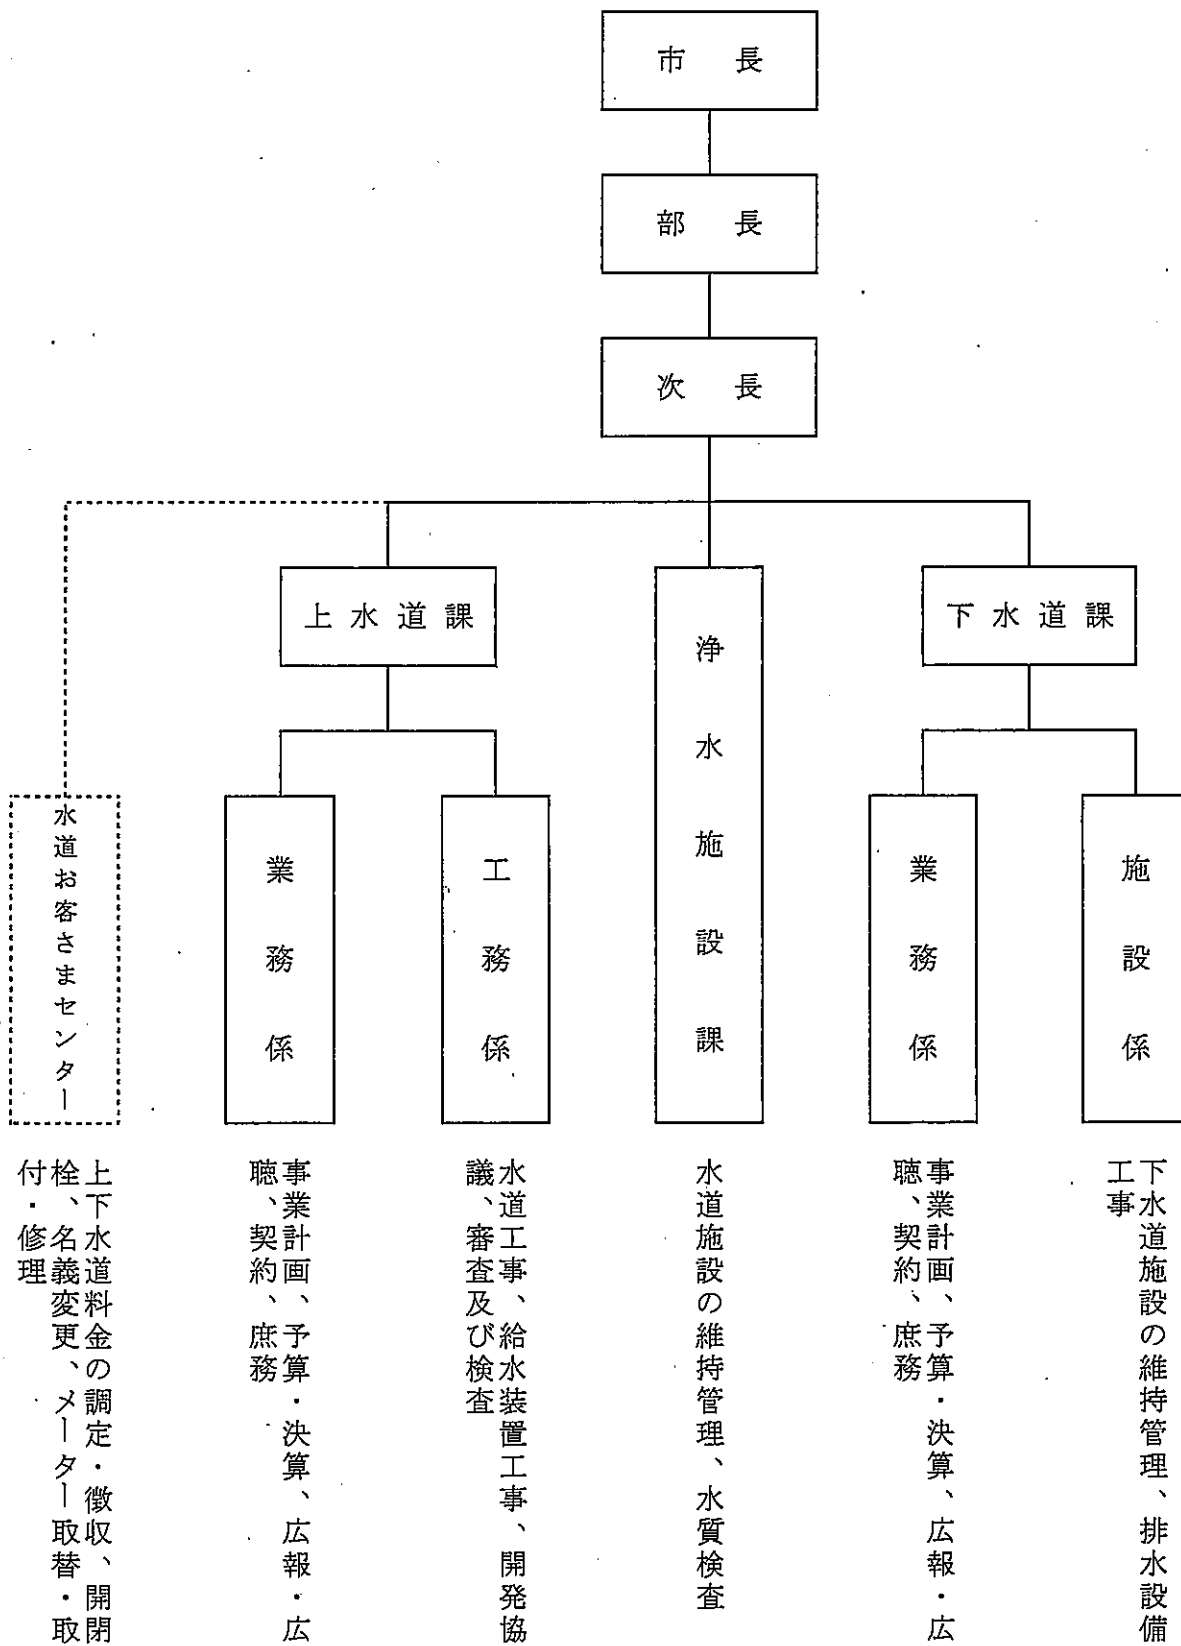 市長
部長
次長
上水道課
下水道課
浄水施設課
水道お客さまセンター
業務係
工務係
業務係
施設係
上下水道料金の調定・徴収、開閉
栓、名義変更、メーター取替・取
付・修理
事業計画、予算・決算、広報・広
聴、契約、庶務
水道工事、給水装置工事、開発協
議、審査及び検査
水道施設の維持管理、水質検査
事業計画、予算・決算、広報・広
聴、契約、庶務
下水道施設の維持管理、排水設備
工事